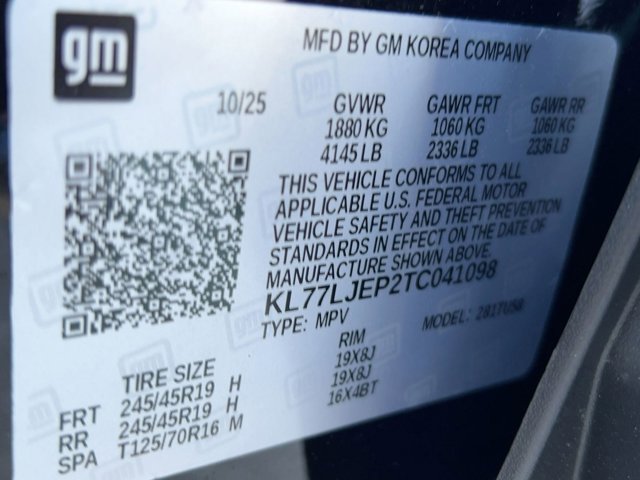 gm
MFD BY GM KOREA COMPANY
10/25 GVWR GAWR FRT GAWR RR
1880 KG 1060 KG 1060 KG
4145 LB 2336 LB 2336 LB
THIS VEHICLE CONFORMS TO ALL
APPLICABLE U.S. FEDERAL MOTOR
VEHICLE SAFETY AND THEFT PREVENTION
STANDARDS IN EFFECT ON THE DATE OF
MANUFACTURE SHOWN ABOVE.
KL77LJEP2TC041098
TYPE: MPV MODEL:
TIRE SIZE RIM
FRT 245/45R19 H 19X8J
RR 245/45R19 H 19X8J
SPA T125/70R16 M 16X4BT